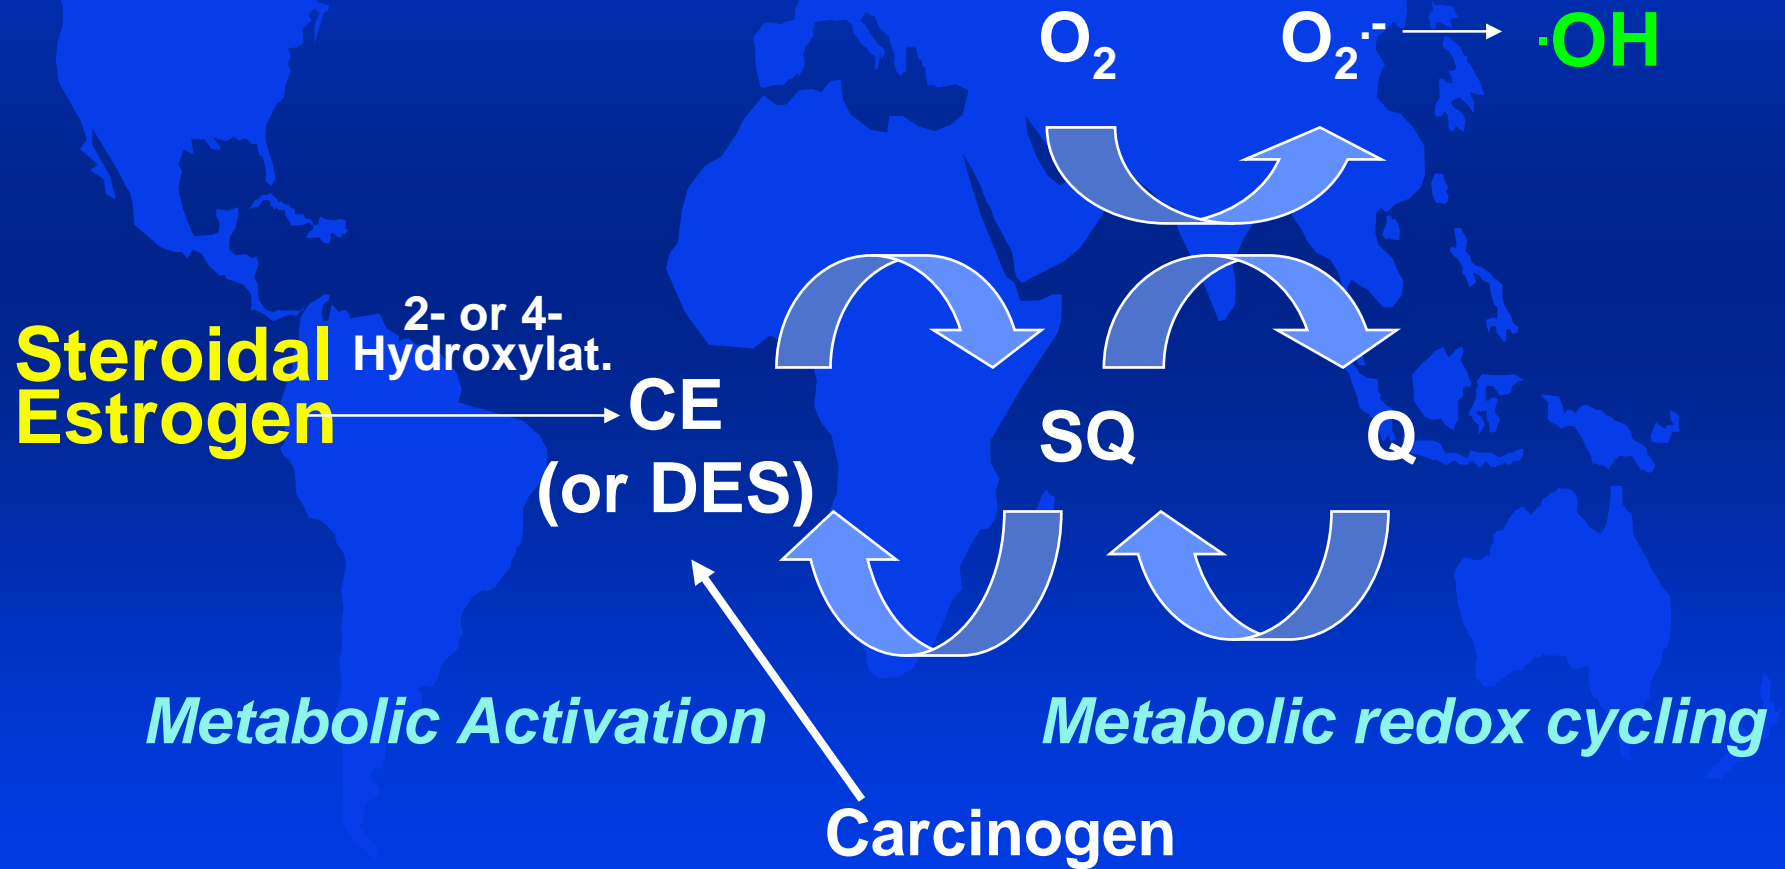 O₂ O₂·⁻ ·OH
2- or 4-
Hydroxylat.
Steroidal
Estrogen
CE
(or DES)
SQ Q
Metabolic Activation
Metabolic redox cycling
Carcinogen